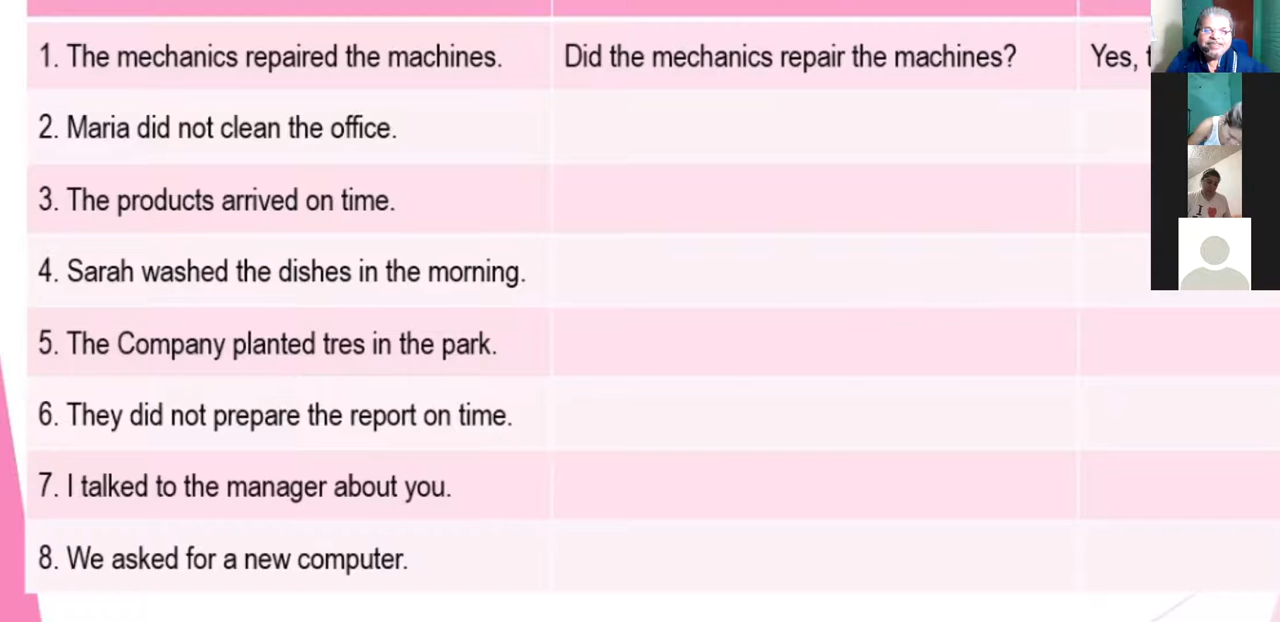 1. The mechanics repaired the machines. Did the mechanics repair the machines? Yes,
2. Maria did not clean the office.
3. The products arrived on time.
4. Sarah washed the dishes in the morning.
5. The Company planted tres in the park.
6. They did not prepare the report on time.
7. I talked to the manager about you.
8. We asked for a new computer.
I